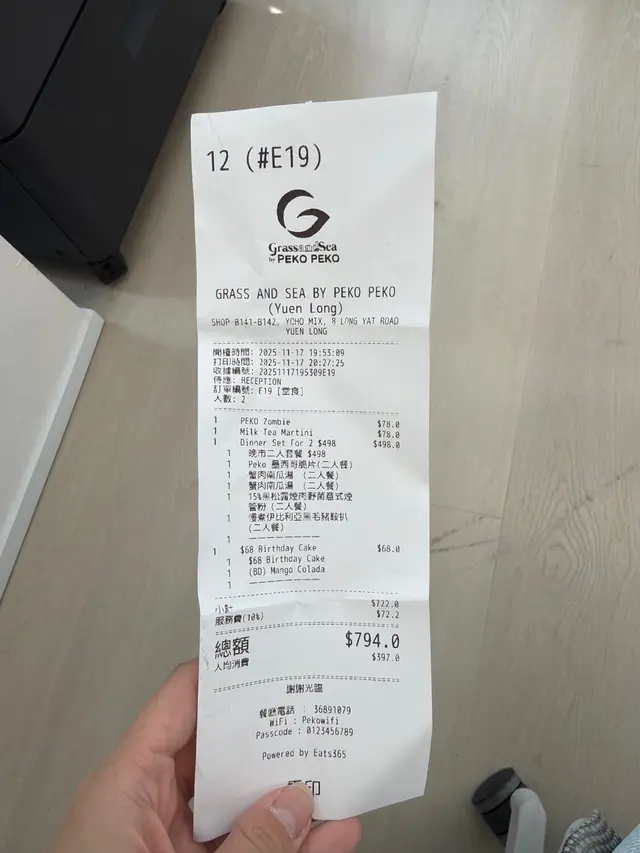 12 (#E19)
Grass and Sea
by PEKO PEKO
GRASS AND SEA BY PEKO PEKO
(Yuen Long)
SHOP B141-B142, YOHO MIX, 8 LONG YAT ROAD
YUEN LONG
開檯時間: 2025-11-17 19:53:09
打印時間: 2025-11-17 20:27:25
收據編號: 20251117195309E19
侍應: RECEPTION
訂單編號: E19 [堂食]
人數: 2
1 PEKO Zombie $78.0
1 Milk Tea Martini $78.0
1 Dinner Set For 2 $498 $498.0
1 晚市二人套餐 $498
1 Peko 墨西哥脆片(二人餐)
1 蟹肉南瓜湯 (二人餐)
1 蟹肉南瓜湯 (二人餐)
1 15%黑松露煙肉野菌意式煙
管粉 (二人餐)
1 慢煮伊比利亞黑毛豬鞍扒
(二人餐)
1 --------
1 $68 Birthday Cake $68.0
1 $68 Birthday Cake
1 (BD) Mango Colada
1 --------
小計 $722.0
服務費(10%) $72.2
總額 $794.0
人均消費 $397.0
謝謝光臨
餐廳電話 : 36891079
WiFi : Pekowifi
Passcode : 0123456789
Powered by Eats365
印